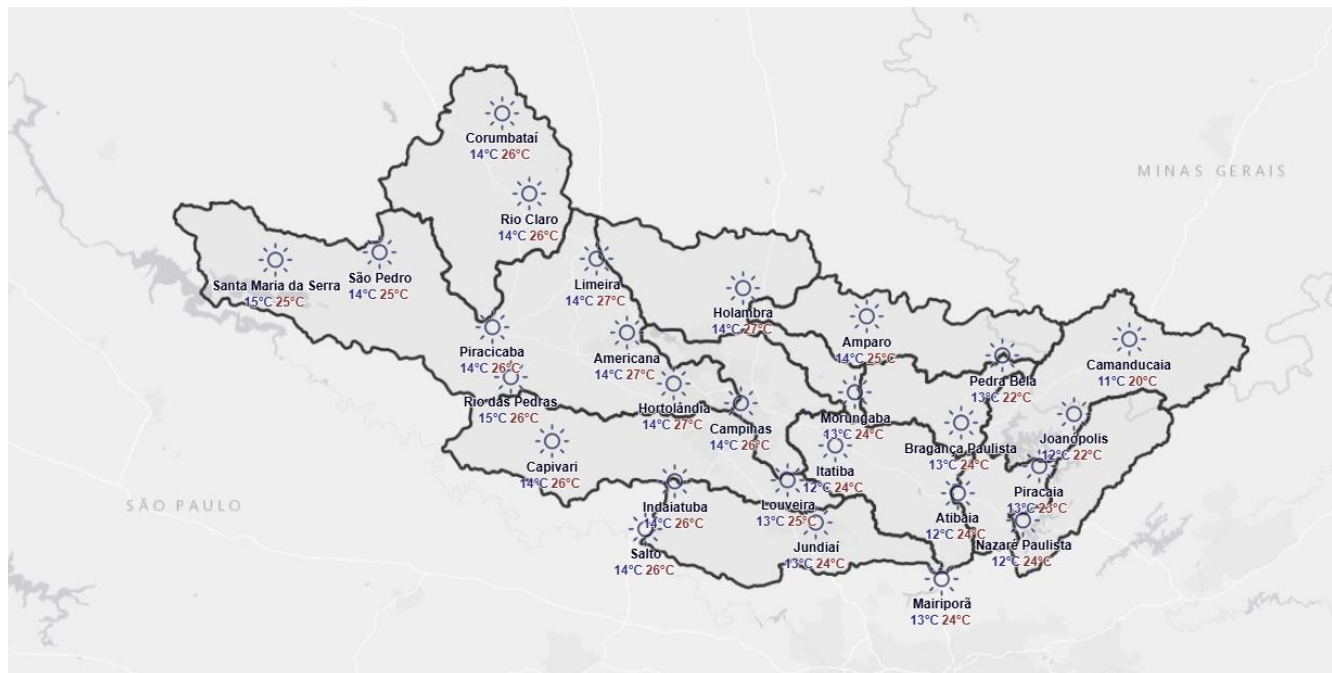 Corumbataí
14°C 26°C
MINAS GERAIS
Rio Claro
14°C 26°C
São Pedro
14°C 25°C
Santa Maria da Serra
15°C 25°C
Limeira
14°C 27°C
Holambra
14°C 27°C
Amparo
14°C 25°C
Piracicaba
14°C 26°C
Americana
14°C 27°C
Camanducaia
11°C 20°C
Pedra Bela
13°C 22°C
Rio das Pedras
15°C 26°C
Hortolândia
14°C 27°C
Morungaba
13°C 24°C
Campinas
14°C 26°C
Joanópolis
12°C 22°C
Bragança Paulista
13°C 24°C
Capivari
14°C 26°C
Itatiba
12°C 24°C
Piracaia
13°C 23°C
SÃO PAULO
Indaiatuba
14°C 26°C
Louveira
13°C 25°C
Atibaia
12°C 24°C
Nazaré Paulista
12°C 24°C
Jundiaí
13°C 24°C
Salto
14°C 26°C
Mairiporã
13°C 24°C